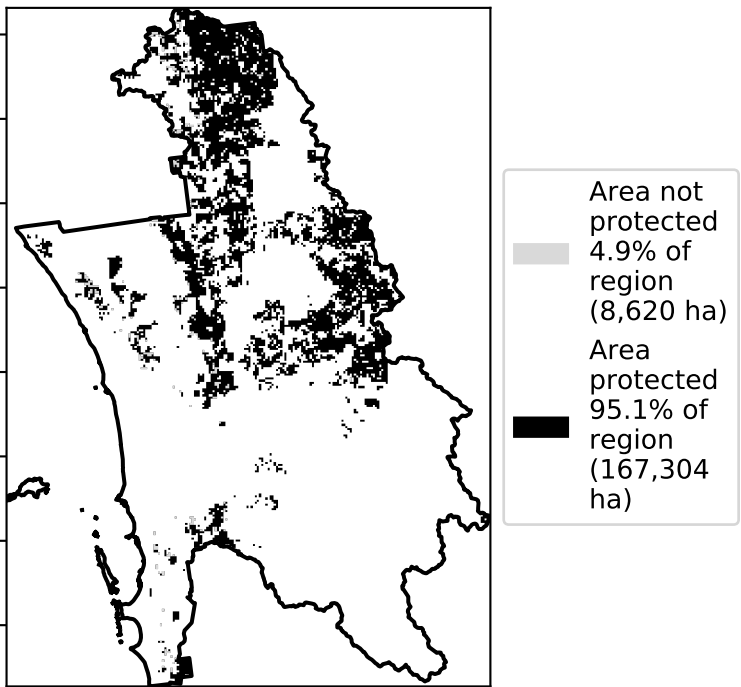 Area not
protected
4.9% of
region
(8,620 ha)
Area
protected
95.1% of
region
(167,304
ha)